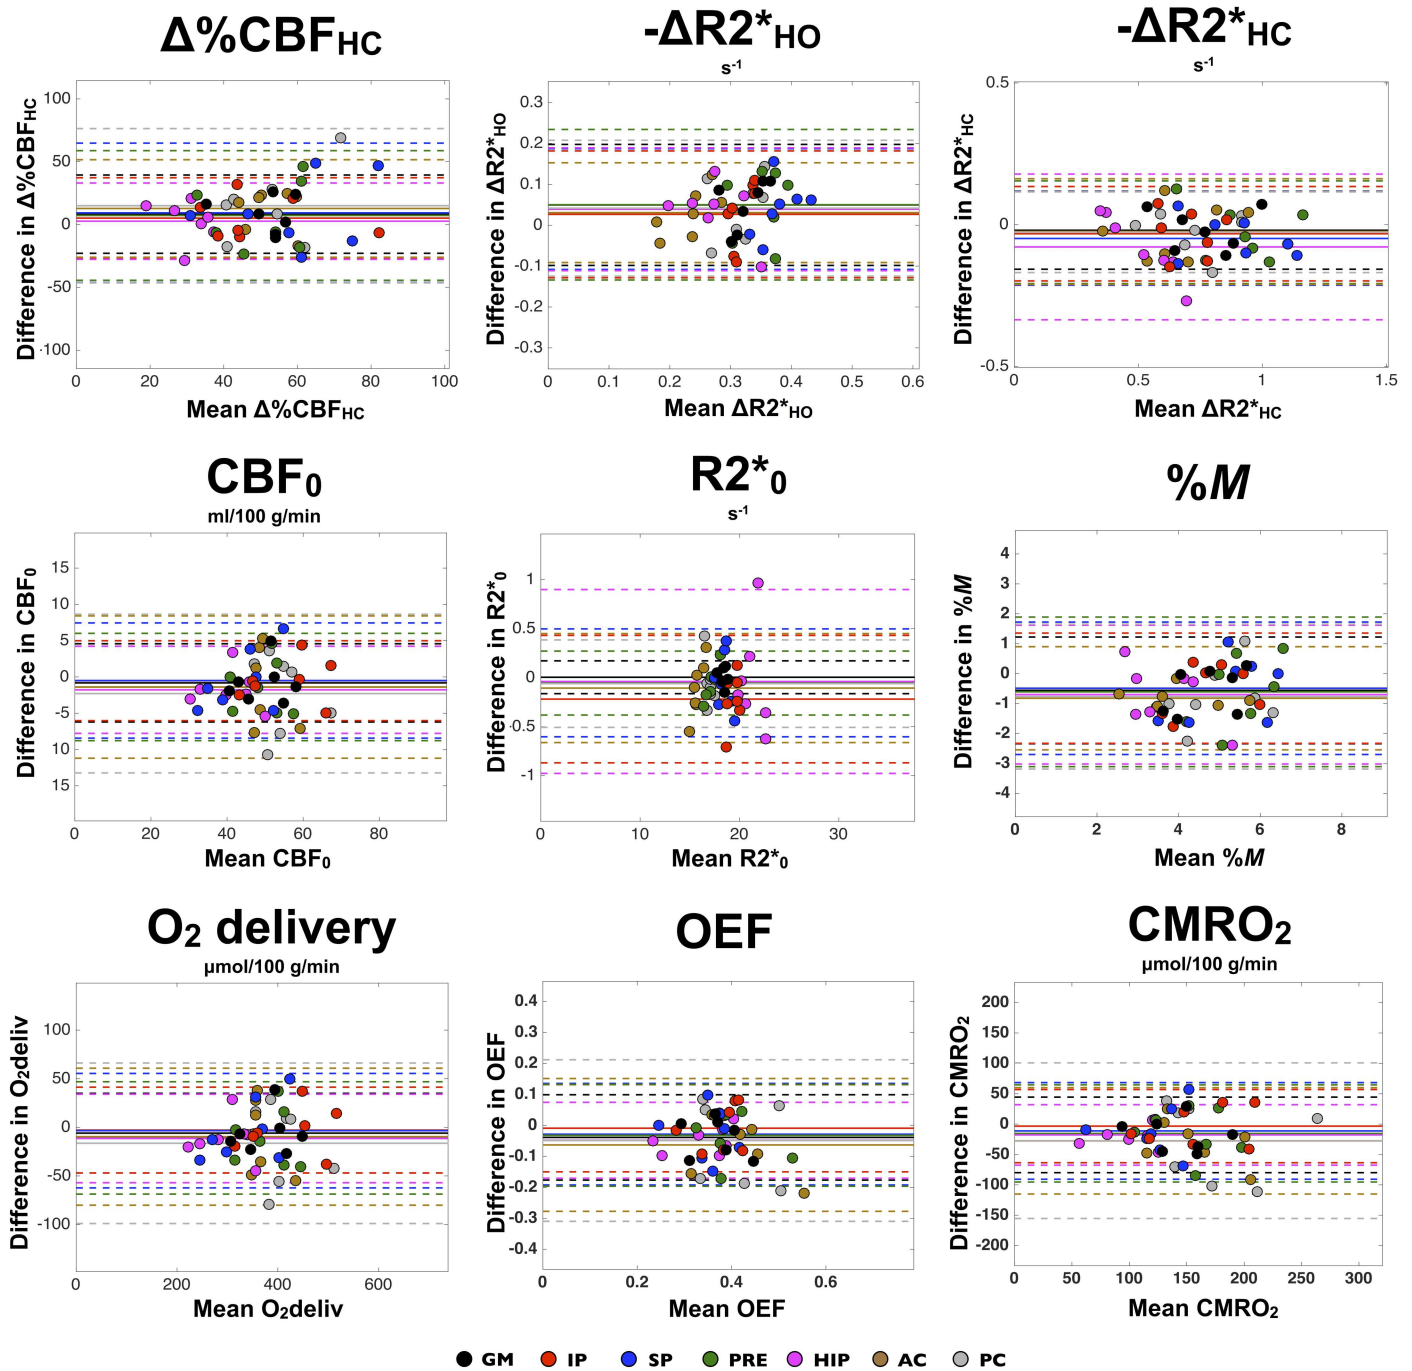 Δ%CBFHC
-ΔR2*HO
s-1
-ΔR2*HC
s-1
Difference in Δ%CBFHC
100
50
0
-50
-100
0 20 40 60 80 100
Mean Δ%CBFHC
Difference in ΔR2*HO
0.3
0.2
0.1
0
-0.1
-0.2
-0.3
0 0.1 0.2 0.3 0.4 0.5 0.6
Mean ΔR2*HO
Difference in ΔR2*HC
0.5
0
-0.5
0 0.5 1 1.5
Mean ΔR2*HC
CBF0
ml/100 g/min
R2*0
s-1
%M
Difference in CBF0
15
10
5
0
-5
10
15
0 20 40 60 80
Mean CBF0
Difference in R2*0
1
0.5
0
-0.5
-1
0 10 20 30
Mean R2*0
Difference in %M
4
3
2
1
0
-1
-2
-3
-4
0 2 4 6 8
Mean %M
O2 delivery
µmol/100 g/min
OEF
CMRO2
µmol/100 g/min
Difference in O2deliv
100
50
0
-50
-100
0 200 400 600
Mean O2deliv
Difference in OEF
0.4
0.3
0.2
0.1
0
-0.1
-0.2
-0.3
-0.4
0 0.2 0.4 0.6
Mean OEF
Difference in CMRO2
200
150
100
50
0
-50
-100
-150
-200
0 50 100 150 200 250 300
Mean CMRO2
GM IP SP PRE HIP AC PC